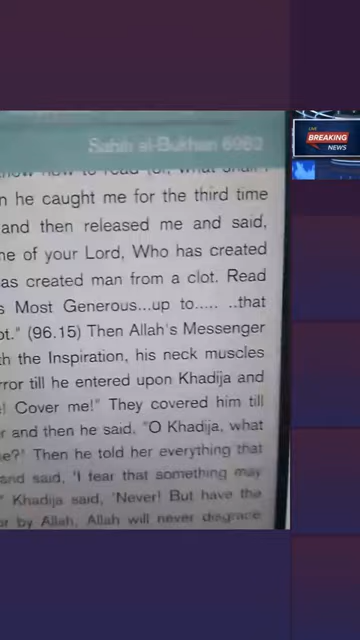 Sahih al-Bukhari 6982
n he caught me for the third time
and then released me and said,
ne of your Lord, Who has created
as created man from a clot. Read
s Most Generous...up to..... ..that
ot." (96.15) Then Allah's Messenger
th the Inspiration, his neck muscles
rror till he entered upon Khadija and
e! Cover me!" They covered him till
r and then he said. "O Khadija, what
e?' Then he told her everything that
and said, 'I fear that something may
" Khadija said, 'Never! But have the
or by Allah, Allah will never disgrace
LIVE
BREAKING
NEWS